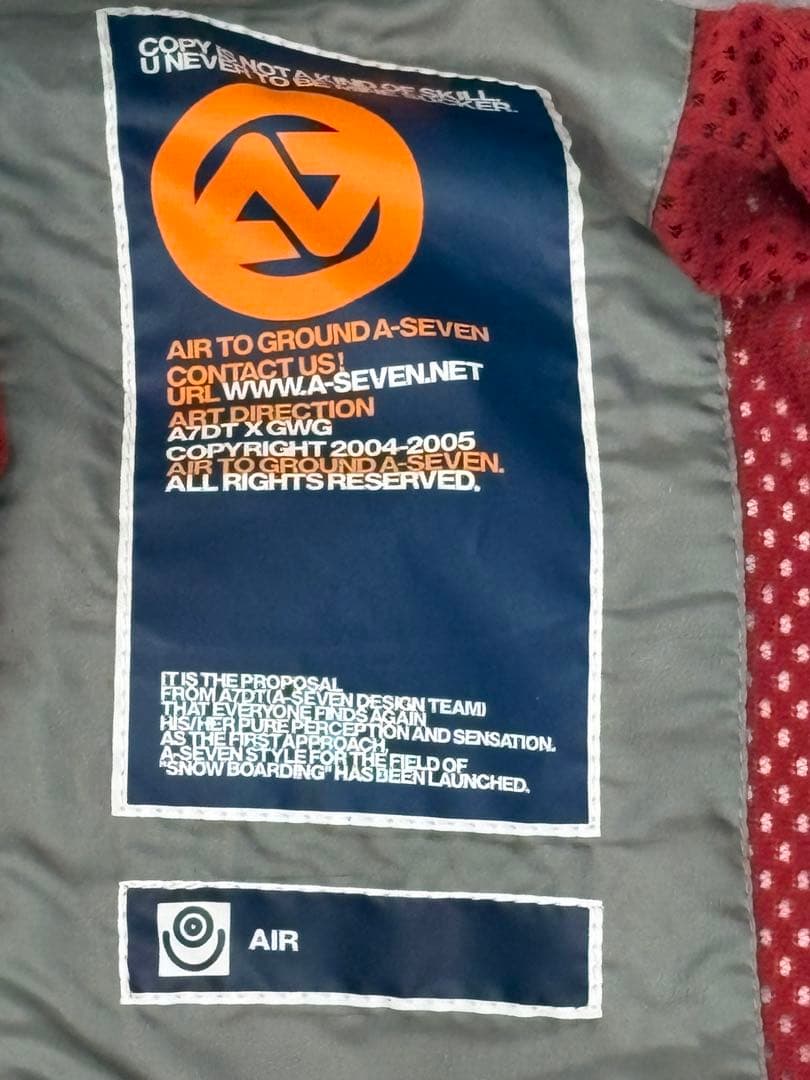 COPY IS NOT A KIND OF SKILL.
U NEVER TO BE
AIR TO GROUND A-SEVEN
CONTACT US!
URL WWW.A-SEVEN.NET
ART DIRECTION
A7DT X GWG
COPYRIGHT 2004-2005
AIR TO GROUND A-SEVEN.
ALL RIGHTS RESERVED.
IT IS THE PROPOSAL
FROM A7DT(A-SEVEN DESIGN TEAM)
THAT EVERYONE FINDS AGAIN
HIS/HER PURE PERCEPTION AND SENSATION.
AS THE FIRST APPROACH,
A-SEVEN STYLE FOR THE FIELD OF
"SNOW BOARDING" HAS BEEN LAUNCHED.
AIR